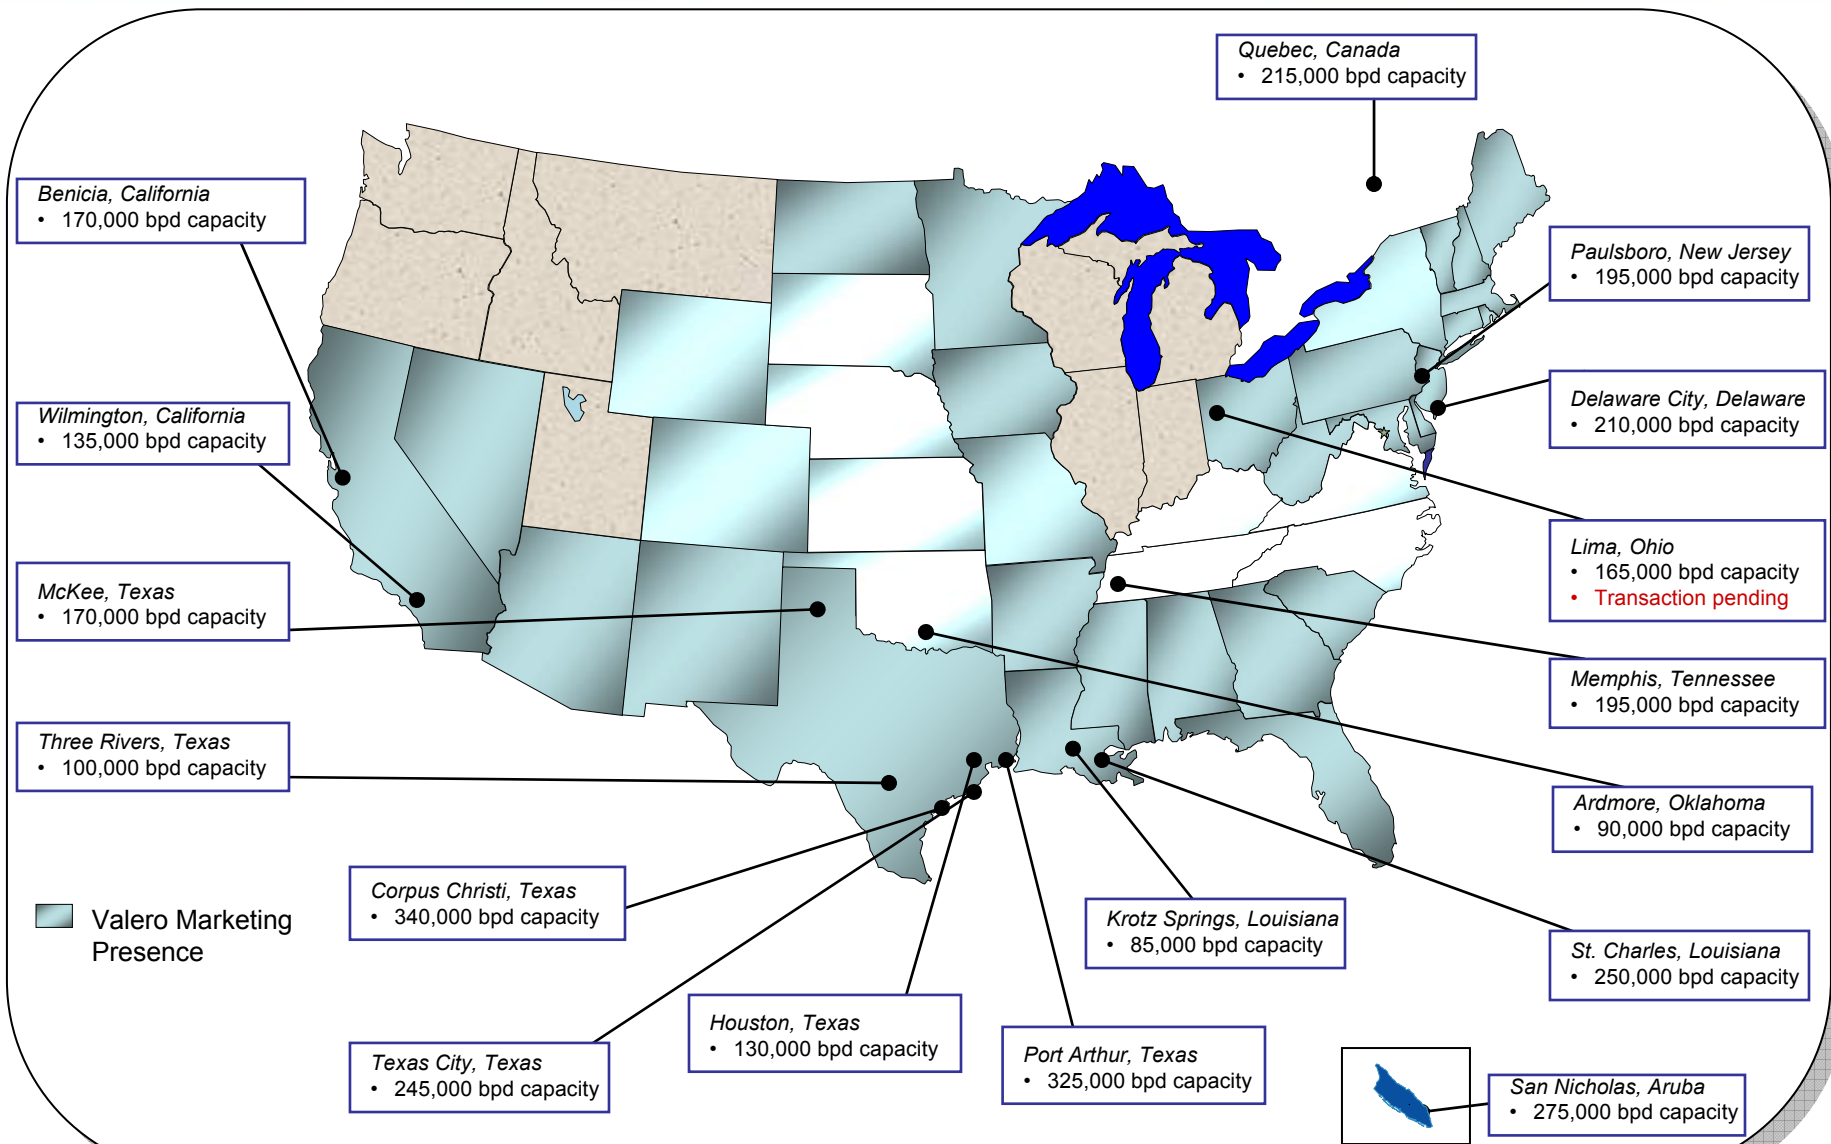 Quebec, Canada
• 215,000 bpd capacity
Benicia, California
• 170,000 bpd capacity
Paulsboro, New Jersey
• 195,000 bpd capacity
Wilmington, California
• 135,000 bpd capacity
Delaware City, Delaware
• 210,000 bpd capacity
Lima, Ohio
• 165,000 bpd capacity
• Transaction pending
McKee, Texas
• 170,000 bpd capacity
Memphis, Tennessee
• 195,000 bpd capacity
Three Rivers, Texas
• 100,000 bpd capacity
Ardmore, Oklahoma
• 90,000 bpd capacity
Corpus Christi, Texas
• 340,000 bpd capacity
Valero Marketing
Presence
Krotz Springs, Louisiana
• 85,000 bpd capacity
St. Charles, Louisiana
• 250,000 bpd capacity
Houston, Texas
• 130,000 bpd capacity
Texas City, Texas
• 245,000 bpd capacity
Port Arthur, Texas
• 325,000 bpd capacity
San Nicholas, Aruba
• 275,000 bpd capacity